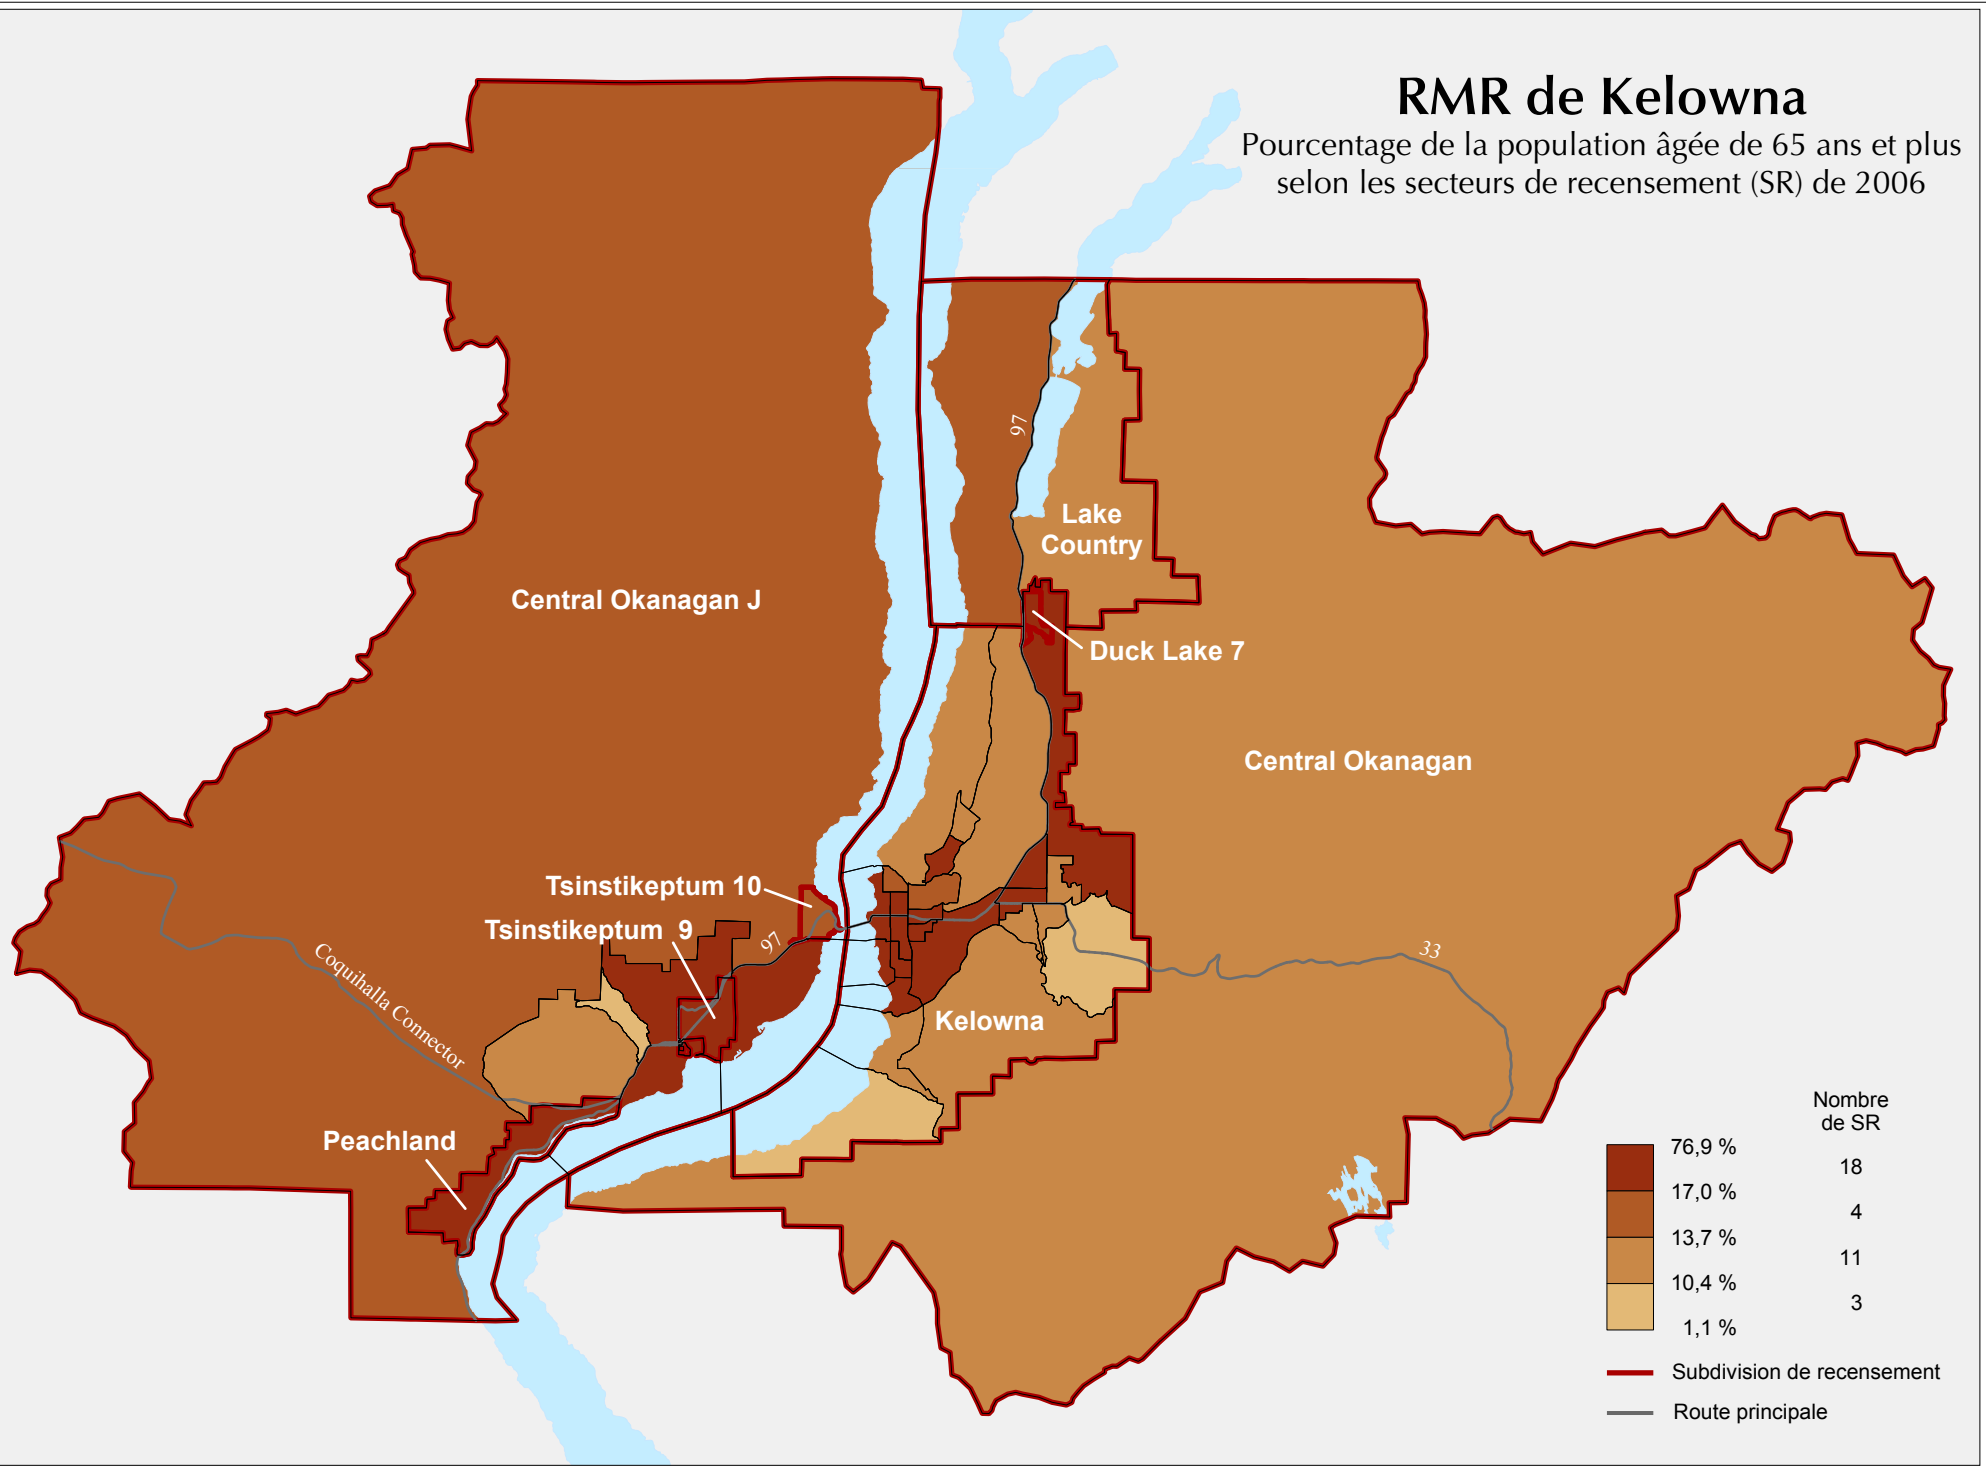 RMR de Kelowna
Pourcentage de la population âgée de 65 ans et plus
selon les secteurs de recensement (SR) de 2006
97
Lake
Country
Central Okanagan J
Duck Lake 7
Central Okanagan
Tsinstikeptum 10
Tsinstikeptum 9
97
33
Coquihalla Connector
Kelowna
Peachland
Nombre
de SR
76,9 %
18
17,0 %
4
13,7 %
11
10,4 %
3
1,1 %
Subdivision de recensement
Route principale